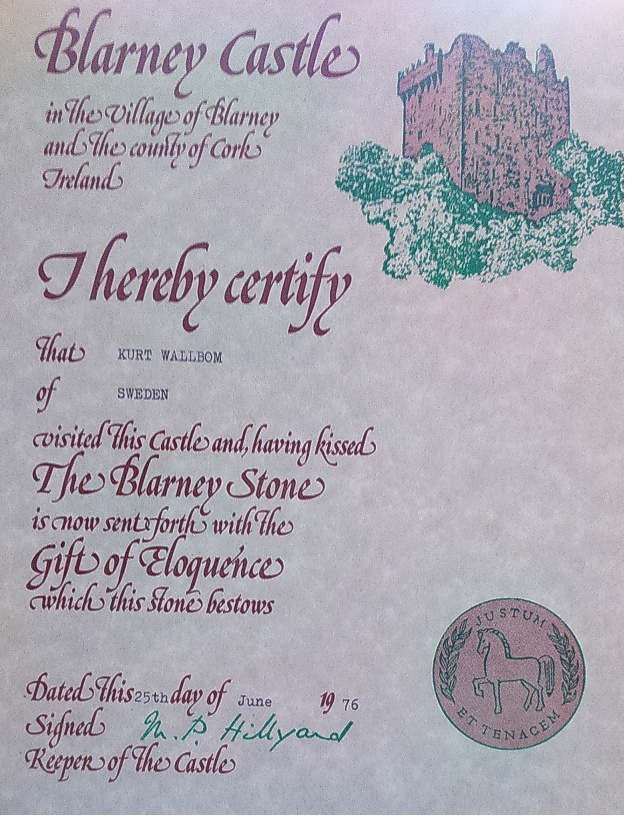 Blarney Castle
in the Village of Blarney
and the county of Cork
Ireland
I hereby certify
That KURT WALLBOM
of SWEDEN
visited this Castle and, having kissed
The Blarney Stone
is now sent forth with the
Gift of Eloquence
which this stone bestows
Dated this 25th day of June 19 76
Signed M. P. Hillyard
Keeper of the Castle
JUSTUM
ET TENACEM